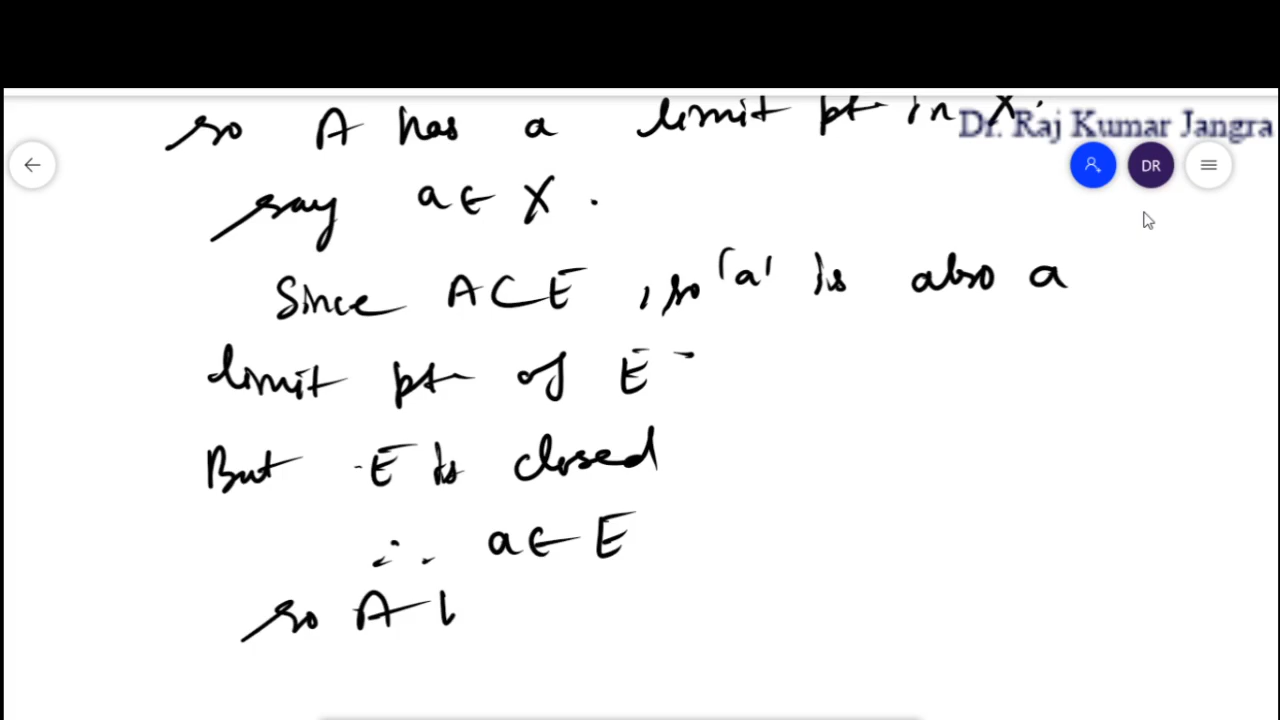 so A has a limit pt in X.
Dr. Raj Kumar Jangra
DR
say a ∈ X.
Since A ⊂ E, so 'a' is also a
limit pt of E
But E is closed
∴ a ∈ E
so A